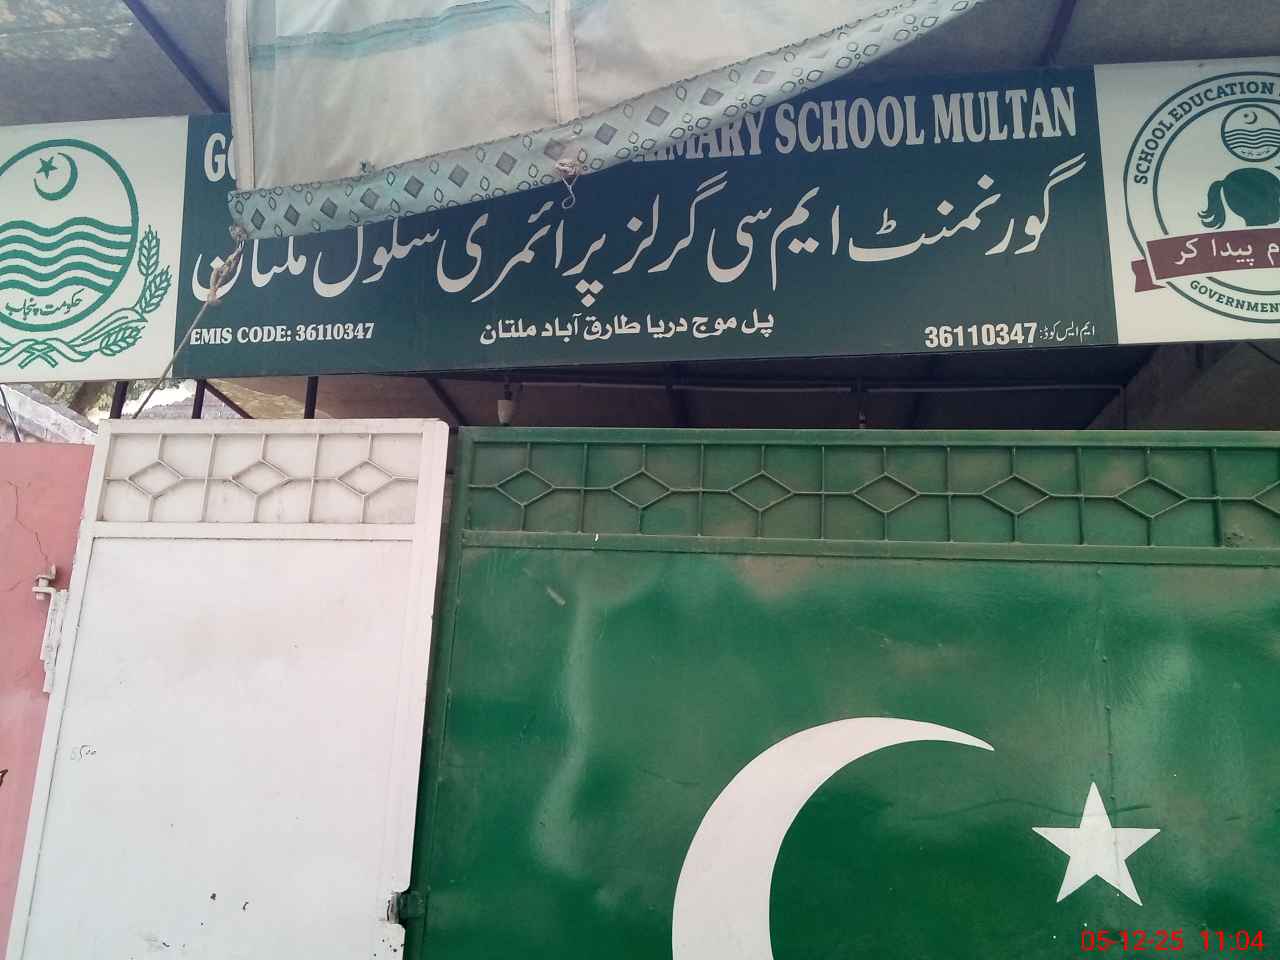 حکومت پنجاب
PRIMARY SCHOOL MULTAN
گورنمنٹ ایم سی گرلز پرائمری سکول ملتان
EMIS CODE: 36110347
پل موج دریا طارق آباد ملتان
ایم ایس کوڈ: 36110347
SCHOOL EDUCATION
پیدا کر
GOVERNMENT
05-12-25 11:04